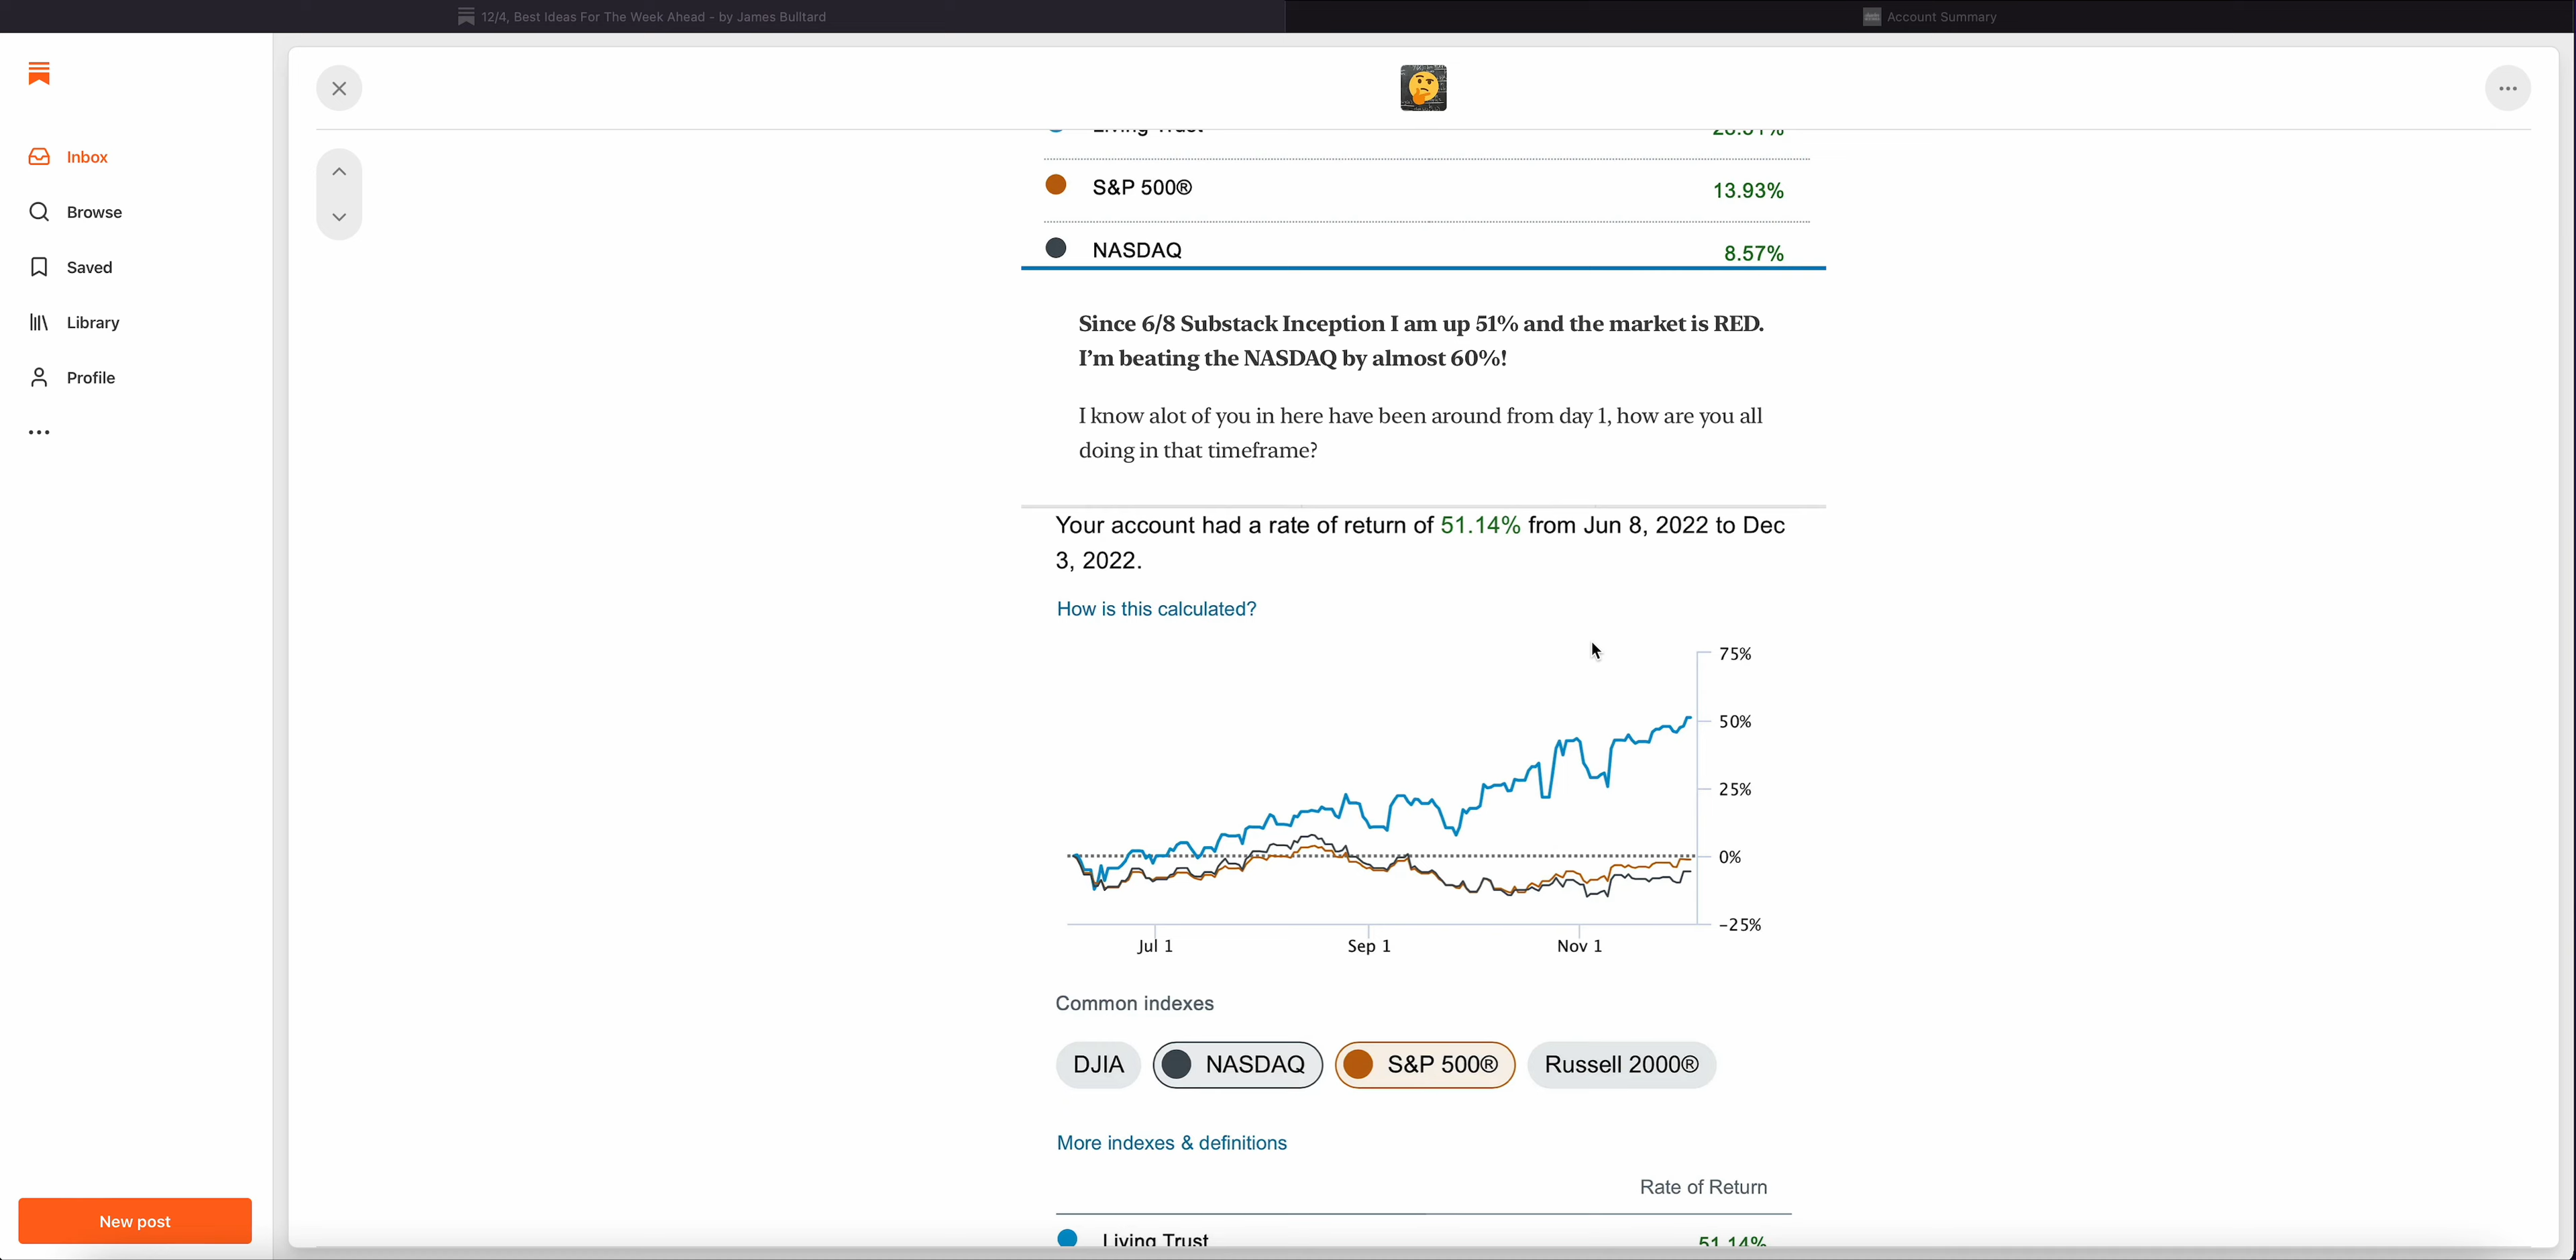 12/4, Best Ideas For The Week Ahead - by James Bulltard
Account Summary
Inbox
Browse
Saved
Library
Profile
New post
Living Trust
S&P 500® 13.93%
NASDAQ 8.57%
Since 6/8 Substack Inception I am up 51% and the market is RED.
I'm beating the NASDAQ by almost 60%!
I know alot of you in here have been around from day 1, how are you all
doing in that timeframe?
Your account had a rate of return of 51.14% from Jun 8, 2022 to Dec
3, 2022.
How is this calculated?
75%
50%
25%
0%
-25%
Jul 1 Sep 1 Nov 1
Common indexes
DJIA NASDAQ S&P 500® Russell 2000®
More indexes & definitions
Rate of Return
Living Trust 51.14%